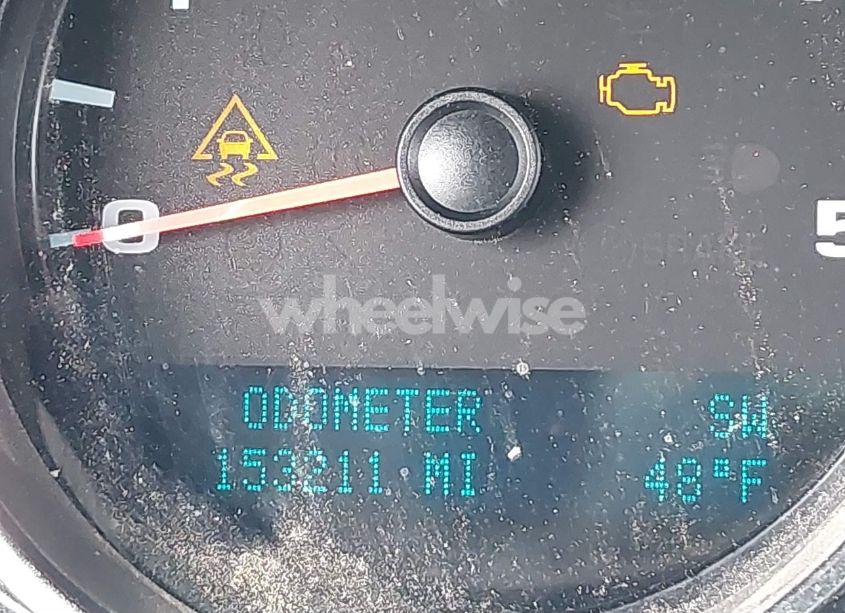 0
5
wheelwise
ODOMETER SW
153211 MI 48°F